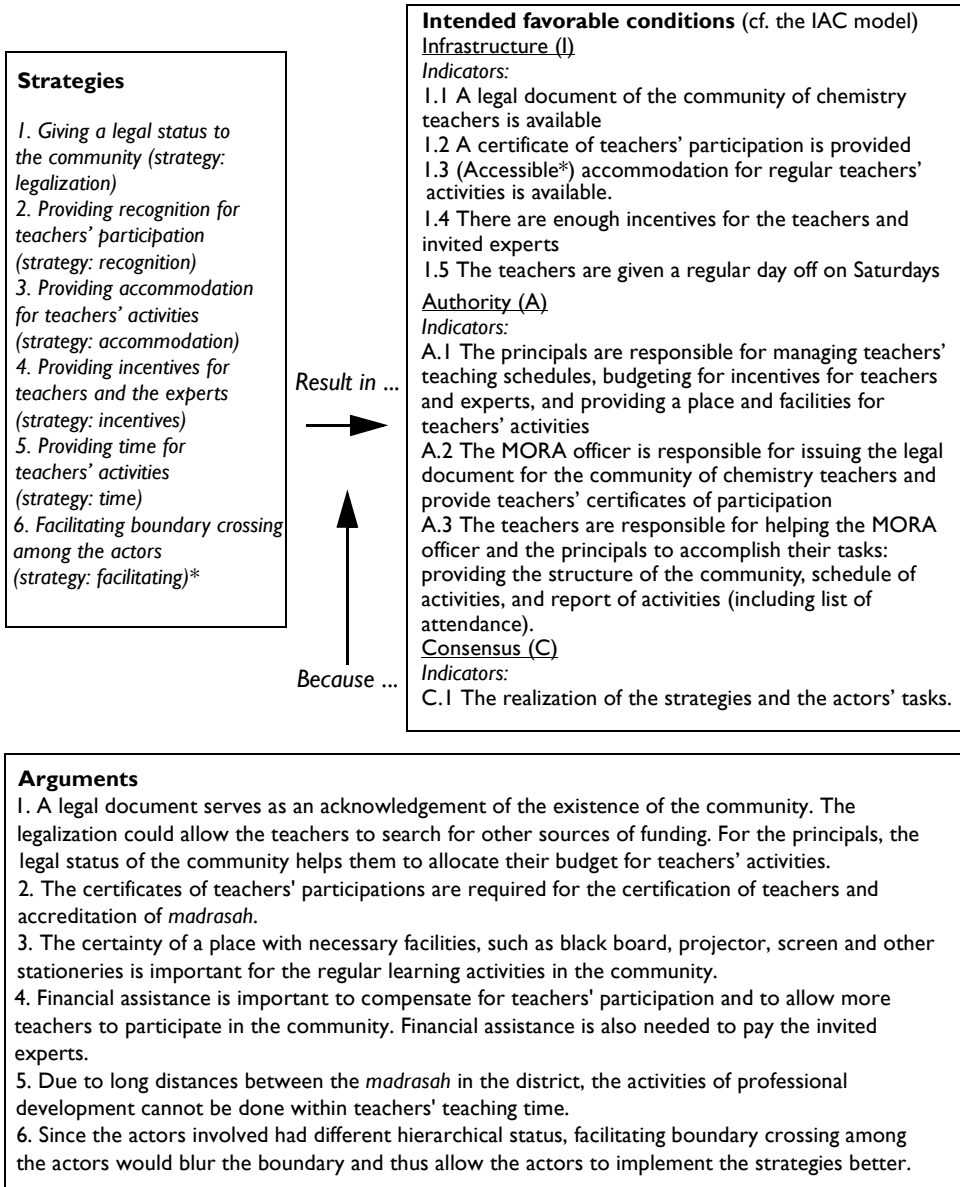 Strategies
1. Giving a legal status to
the community (strategy:
legalization)
2. Providing recognition for
teachers’ participation
(strategy: recognition)
3. Providing accommodation
for teachers’ activities
(strategy: accommodation)
4. Providing incentives for
teachers and the experts
(strategy: incentives)
5. Providing time for
teachers’ activities
(strategy: time)
6. Facilitating boundary crossing
among the actors
(strategy: facilitating)*
Result in ...
Because ...
Intended favorable conditions (cf. the IAC model)
Infrastructure (I)
Indicators:
1.1 A legal document of the community of chemistry
teachers is available
1.2 A certificate of teachers’ participation is provided
1.3 (Accessible*) accommodation for regular teachers’
activities is available.
1.4 There are enough incentives for the teachers and
invited experts
1.5 The teachers are given a regular day off on Saturdays
Authority (A)
Indicators:
A.1 The principals are responsible for managing teachers’
teaching schedules, budgeting for incentives for teachers
and experts, and providing a place and facilities for
teachers’ activities
A.2 The MORA officer is responsible for issuing the legal
document for the community of chemistry teachers and
provide teachers’ certificates of participation
A.3 The teachers are responsible for helping the MORA
officer and the principals to accomplish their tasks:
providing the structure of the community, schedule of
activities, and report of activities (including list of
attendance).
Consensus (C)
Indicators:
C.1 The realization of the strategies and the actors’ tasks.
Arguments
1. A legal document serves as an acknowledgement of the existence of the community. The
legalization could allow the teachers to search for other sources of funding. For the principals, the
legal status of the community helps them to allocate their budget for teachers’ activities.
2. The certificates of teachers' participations are required for the certification of teachers and
accreditation of madrasah.
3. The certainty of a place with necessary facilities, such as black board, projector, screen and other
stationeries is important for the regular learning activities in the community.
4. Financial assistance is important to compensate for teachers' participation and to allow more
teachers to participate in the community. Financial assistance is also needed to pay the invited
experts.
5. Due to long distances between the madrasah in the district, the activities of professional
development cannot be done within teachers' teaching time.
6. Since the actors involved had different hierarchical status, facilitating boundary crossing among
the actors would blur the boundary and thus allow the actors to implement the strategies better.